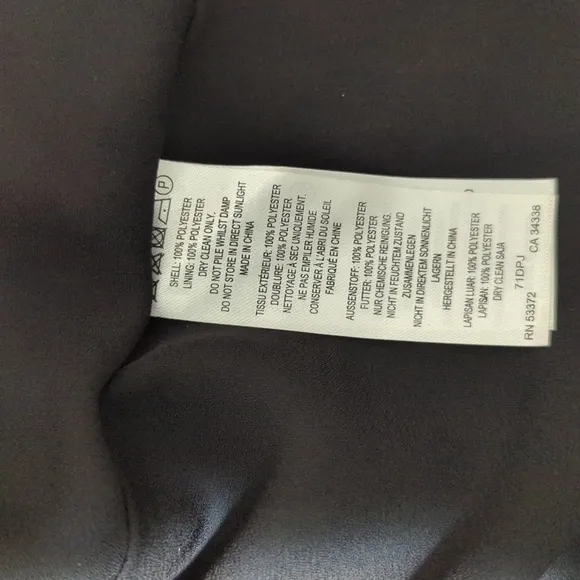 P
SHELL: 100% POLYESTER
LINING: 100% POLYESTER
DRY CLEAN ONLY.
DO NOT PILE WHILST DAMP
DO NOT STORE IN DIRECT SUNLIGHT
MADE IN CHINA
TISSU EXTERIEUR: 100% POLYESTER
DOUBLURE: 100% POLYESTER
NETTOYAGE À SEC UNIQUEMENT.
NE PAS EMPILER HUMIDE
CONSERVER À L'ABRI DU SOLEIL
FABRIQUÉ EN CHINE
AUSSENSTOFF: 100% POLYESTER
FUTTER: 100% POLYESTER
NUR CHEMISCHE REINIGUNG.
NICHT IN FEUCHTEM ZUSTAND
ZUSAMMENLEGEN
NICHT IN DIREKTEM SONNENLICHT
LAGERN
HERGESTELLT IN CHINA
LAPISAN LUAR: 100% POLYESTER
LAPISAN: 100% POLYESTER
DRY CLEAN SAJA
71DPJ
RN 53372 CA 34338